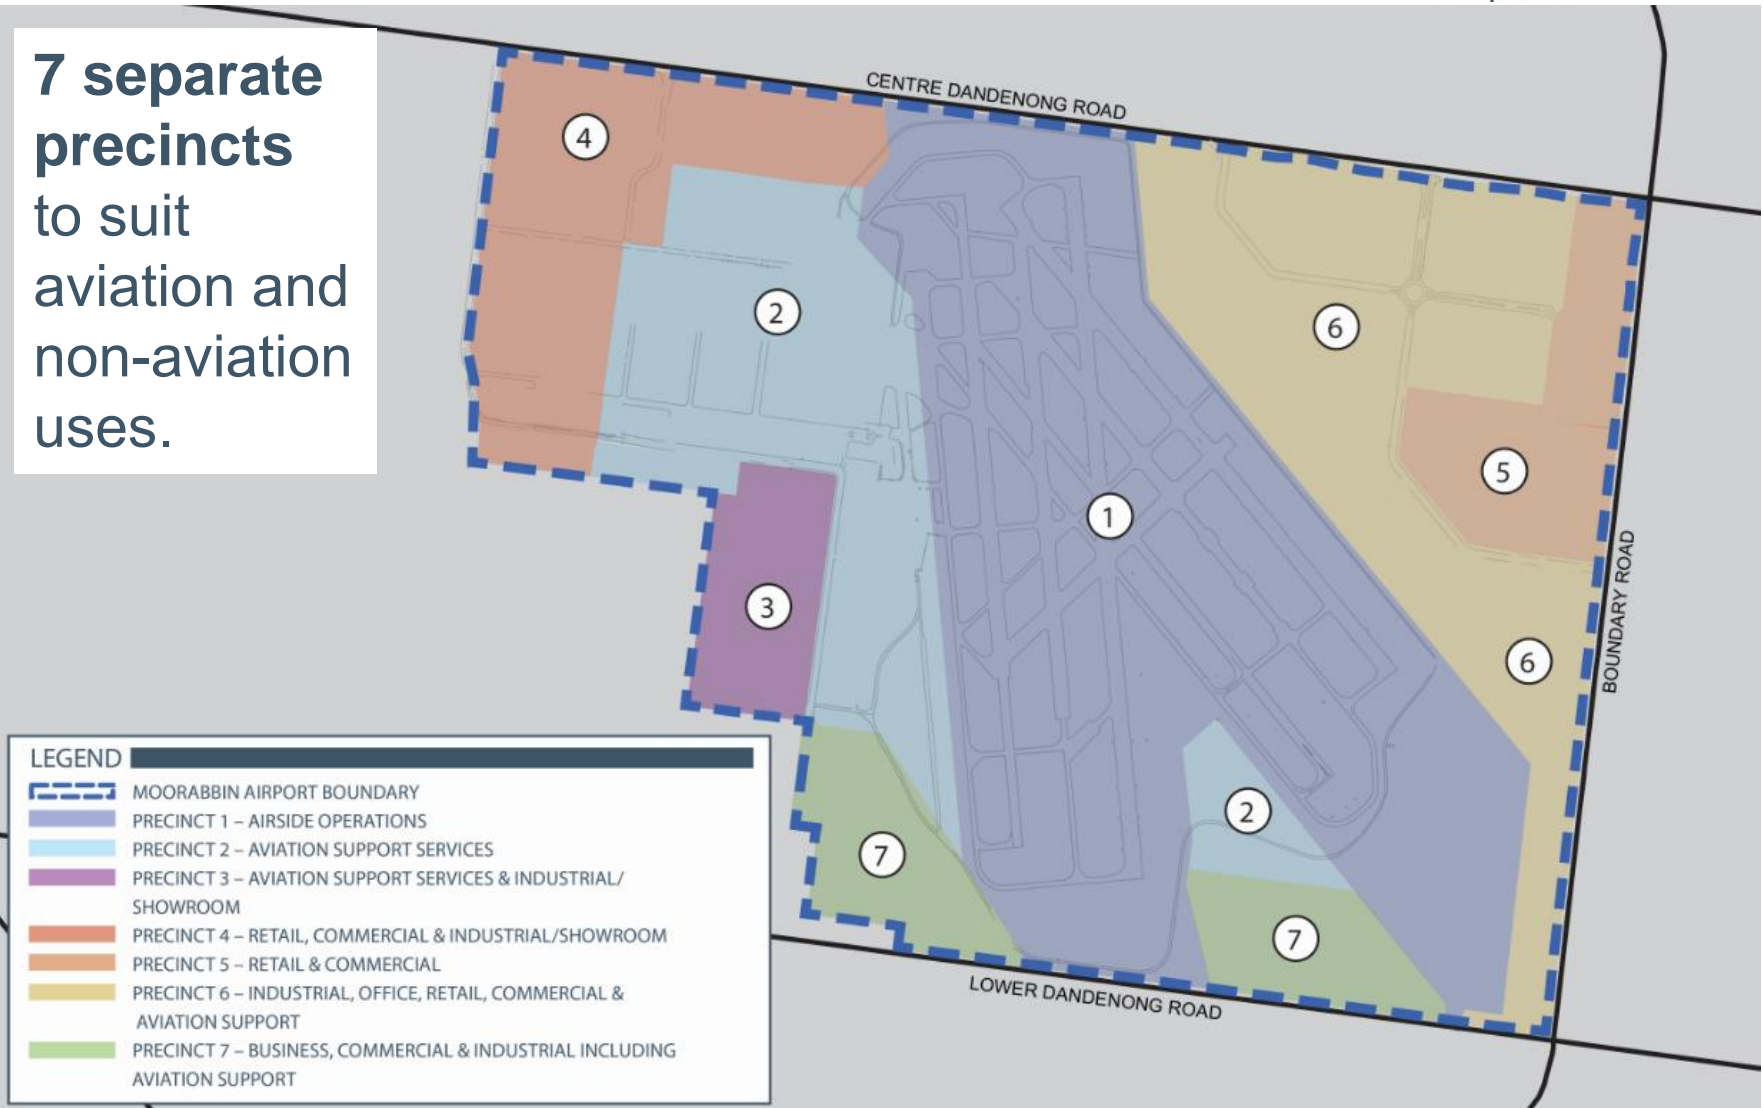 7 separate
precincts
to suit
aviation and
non-aviation
uses.
CENTRE DANDENONG ROAD
4
2
6
5
1
3
6
BOUNDARY ROAD
2
7
7
LOWER DANDENONG ROAD
LEGEND
MOORABBIN AIRPORT BOUNDARY
PRECINCT 1 – AIRSIDE OPERATIONS
PRECINCT 2 – AVIATION SUPPORT SERVICES
PRECINCT 3 – AVIATION SUPPORT SERVICES & INDUSTRIAL/
SHOWROOM
PRECINCT 4 – RETAIL, COMMERCIAL & INDUSTRIAL/SHOWROOM
PRECINCT 5 – RETAIL & COMMERCIAL
PRECINCT 6 – INDUSTRIAL, OFFICE, RETAIL, COMMERCIAL &
AVIATION SUPPORT
PRECINCT 7 – BUSINESS, COMMERCIAL & INDUSTRIAL INCLUDING
AVIATION SUPPORT